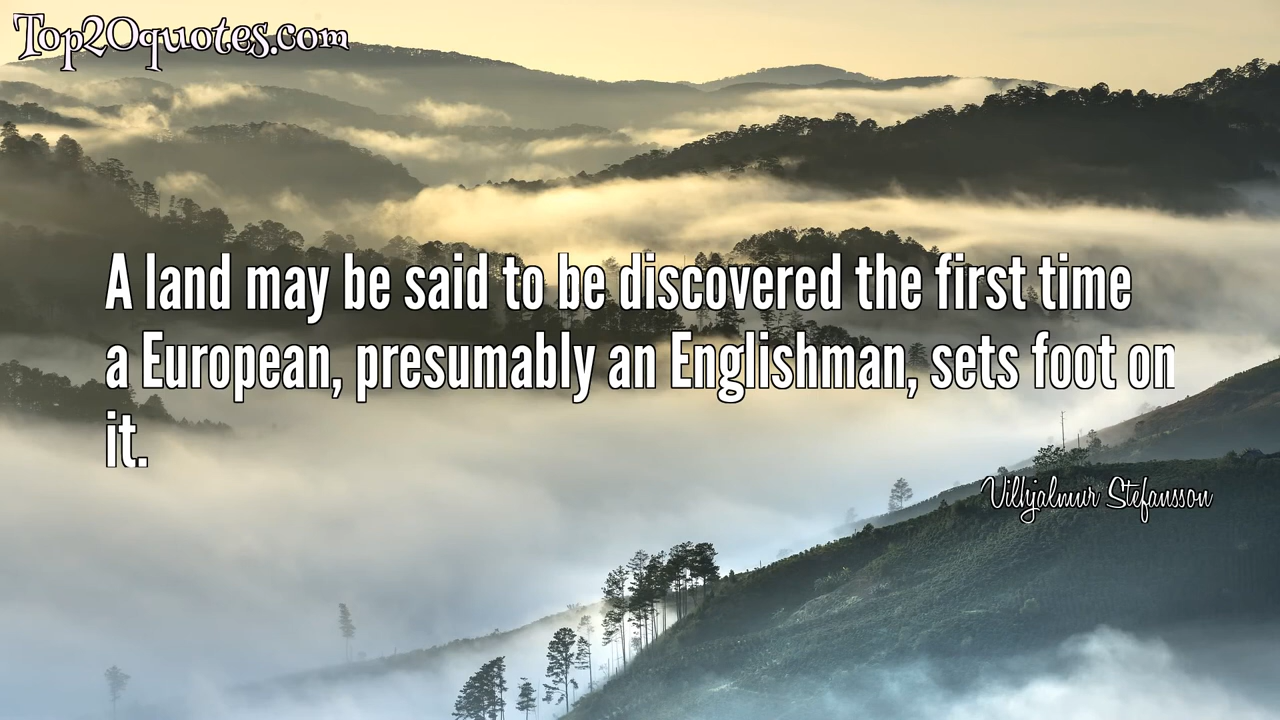 Top20quotes.com
A land may be said to be discovered the first time
a European, presumably an Englishman, sets foot on
it.
Vilhjalmur Stefansson